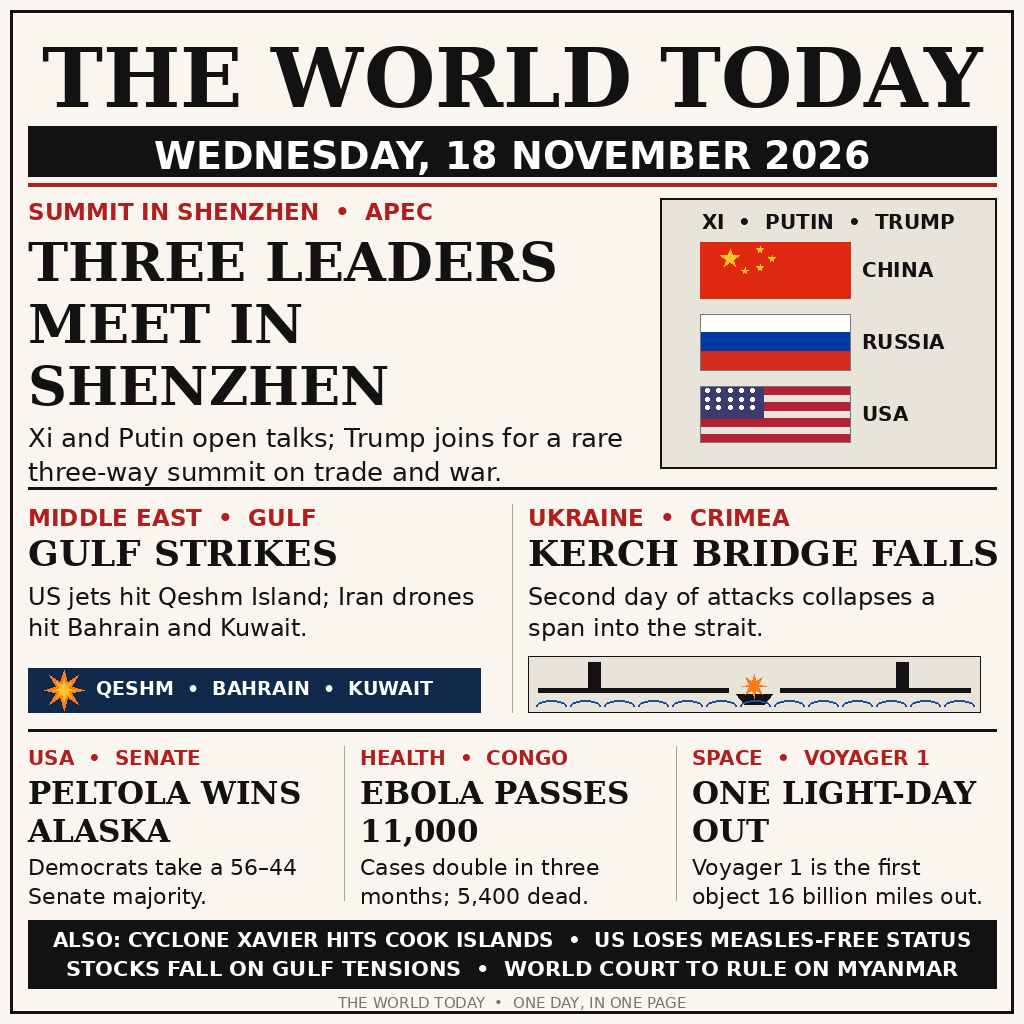 THE WORLD TODAY
WEDNESDAY, 18 NOVEMBER 2026
SUMMIT IN SHENZHEN • APEC
THREE LEADERS
MEET IN
SHENZHEN
Xi and Putin open talks; Trump joins for a rare
three-way summit on trade and war.
XI • PUTIN • TRUMP
CHINA
RUSSIA
USA
MIDDLE EAST • GULF
GULF STRIKES
US jets hit Qeshm Island; Iran drones
hit Bahrain and Kuwait.
QESHM • BAHRAIN • KUWAIT
UKRAINE • CRIMEA
KERCH BRIDGE FALLS
Second day of attacks collapses a
span into the strait.
USA • SENATE
PELTOLA WINS
ALASKA
Democrats take a 56–44
Senate majority.
HEALTH • CONGO
EBOLA PASSES
11,000
Cases double in three
months; 5,400 dead.
SPACE • VOYAGER 1
ONE LIGHT-DAY
OUT
Voyager 1 is the first
object 16 billion miles out.
ALSO: CYCLONE XAVIER HITS COOK ISLANDS • US LOSES MEASLES-FREE STATUS
STOCKS FALL ON GULF TENSIONS • WORLD COURT TO RULE ON MYANMAR
THE WORLD TODAY • ONE DAY, IN ONE PAGE